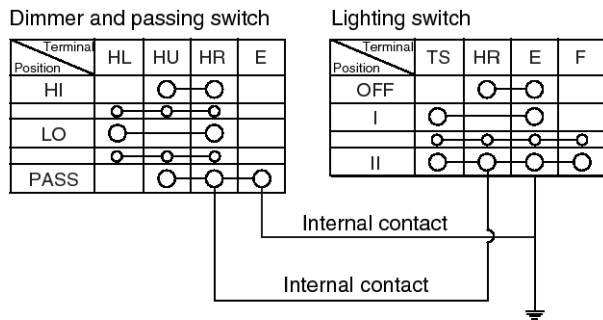 Dimmer and passing switch
Terminal
Position
HL HU HR E
HI
LO
PASS
Lighting switch
Terminal
Position
TS HR E F
OFF
I
II
Internal contact
Internal contact